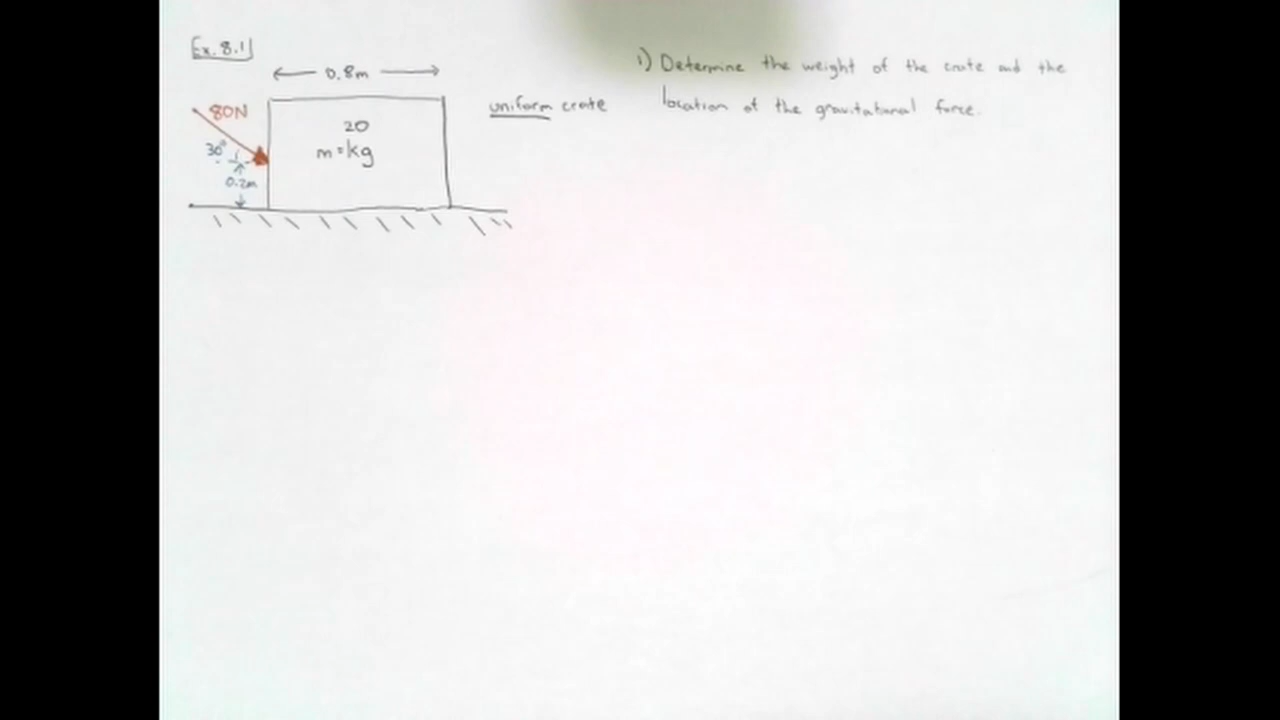 Ex. 8.1
0.8m
80N
30°
0.2m
20
m=kg
uniform crate
1) Determine the weight of the crate and the
location of the gravitational force.